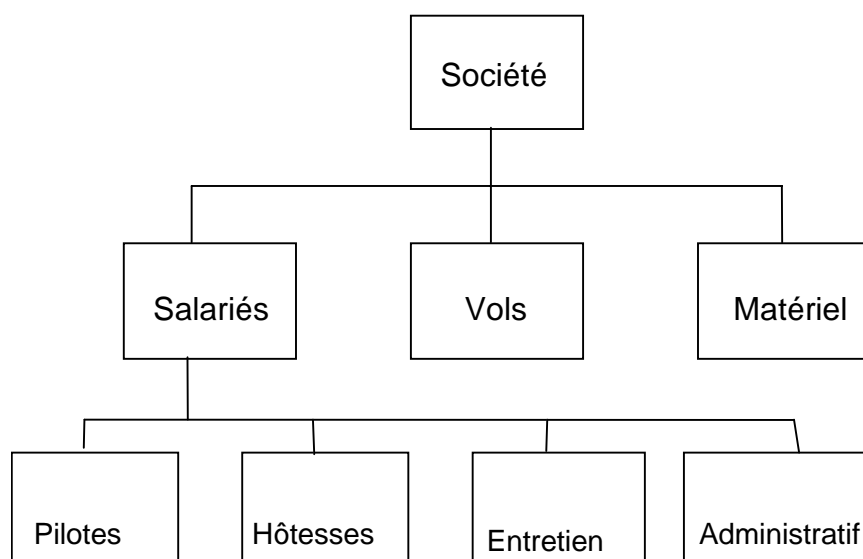 Société
Salariés
Vols
Matériel
Pilotes
Hôtesses
Entretien
Administratif